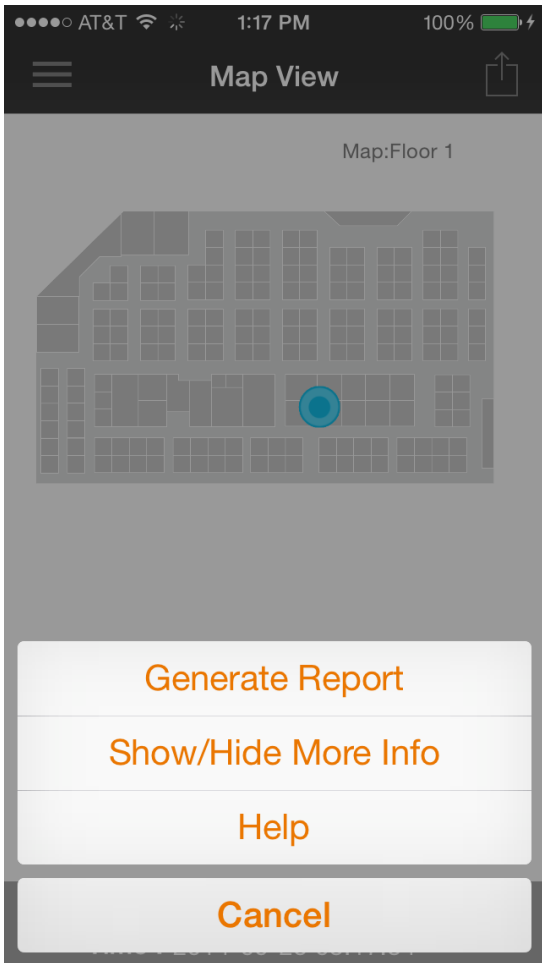 AT&T 1:17 PM 100%
Map View
Map:Floor 1
Generate Report
Show/Hide More Info
Help
Cancel